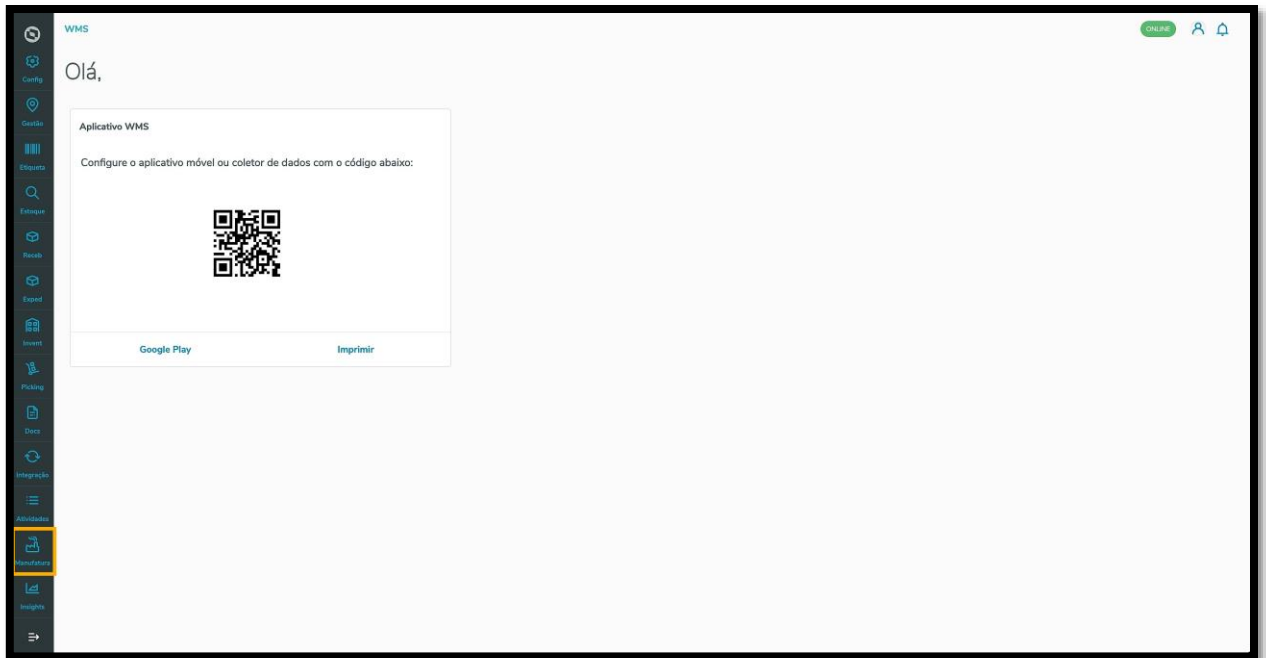 WMS
ONLINE
Olá,
Aplicativo WMS
Configure o aplicativo móvel ou coletor de dados com o código abaixo:
Google Play
Imprimir
Config
Gestão
Etiqueta
Estoque
Receb
Exped
Invent
Picking
Docs
Integração
Atividades
Manufatura
Insights